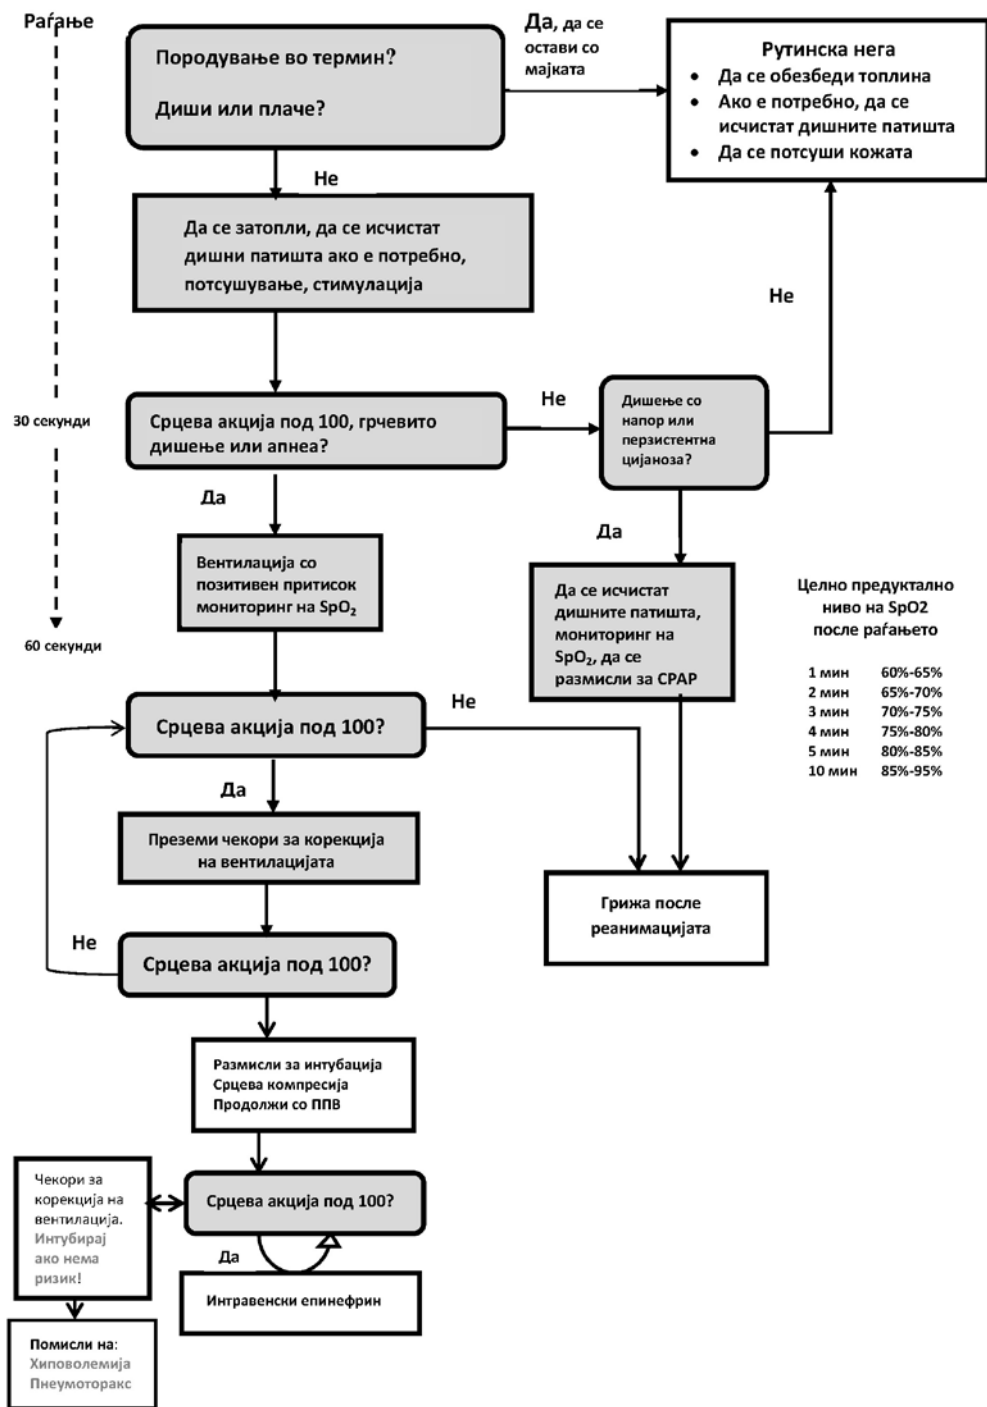 Раѓање
Породување во термин?
Диши или плаче?
Да, да се
остави со
мајката
Рутинска нега
• Да се обезбеди топлина
• Ако е потребно, да се
исчистат дишните патишта
• Да се потсуши кожата
Не
Да се затопли, да се исчистат
дишни патишта ако е потребно,
потсушување, стимулација
Не
30 секунди
Срцева акција под 100, грчевито
дишење или апнеа?
Не
Дишење со
напор или
перзистентна
цијаноза?
Да
Да
Вентилација со
позитивен притисок
мониторинг на SpO₂
60 секунди
Да се исчистат
дишните патишта,
мониторинг на
SpO₂, да се
размисли за CPAP
Целно предуктално
ниво на SpO2
после раѓањето
1 мин 60%-65%
2 мин 65%-70%
3 мин 70%-75%
4 мин 75%-80%
5 мин 80%-85%
10 мин 85%-95%
Срцева акција под 100?
Не
Да
Преземи чекори за корекција
на вентилацијата
Грижа после
реанимацијата
Не
Срцева акција под 100?
Размисли за интубација
Срцева компресија
Продолжи со ППВ
Чекори за
корекција на
вентилација.
Интубирај
ако нема
ризик!
Срцева акција под 100?
Да
Интравенски епинефрин
Помисли на:
Хиповолемија
Пнеумоторакс